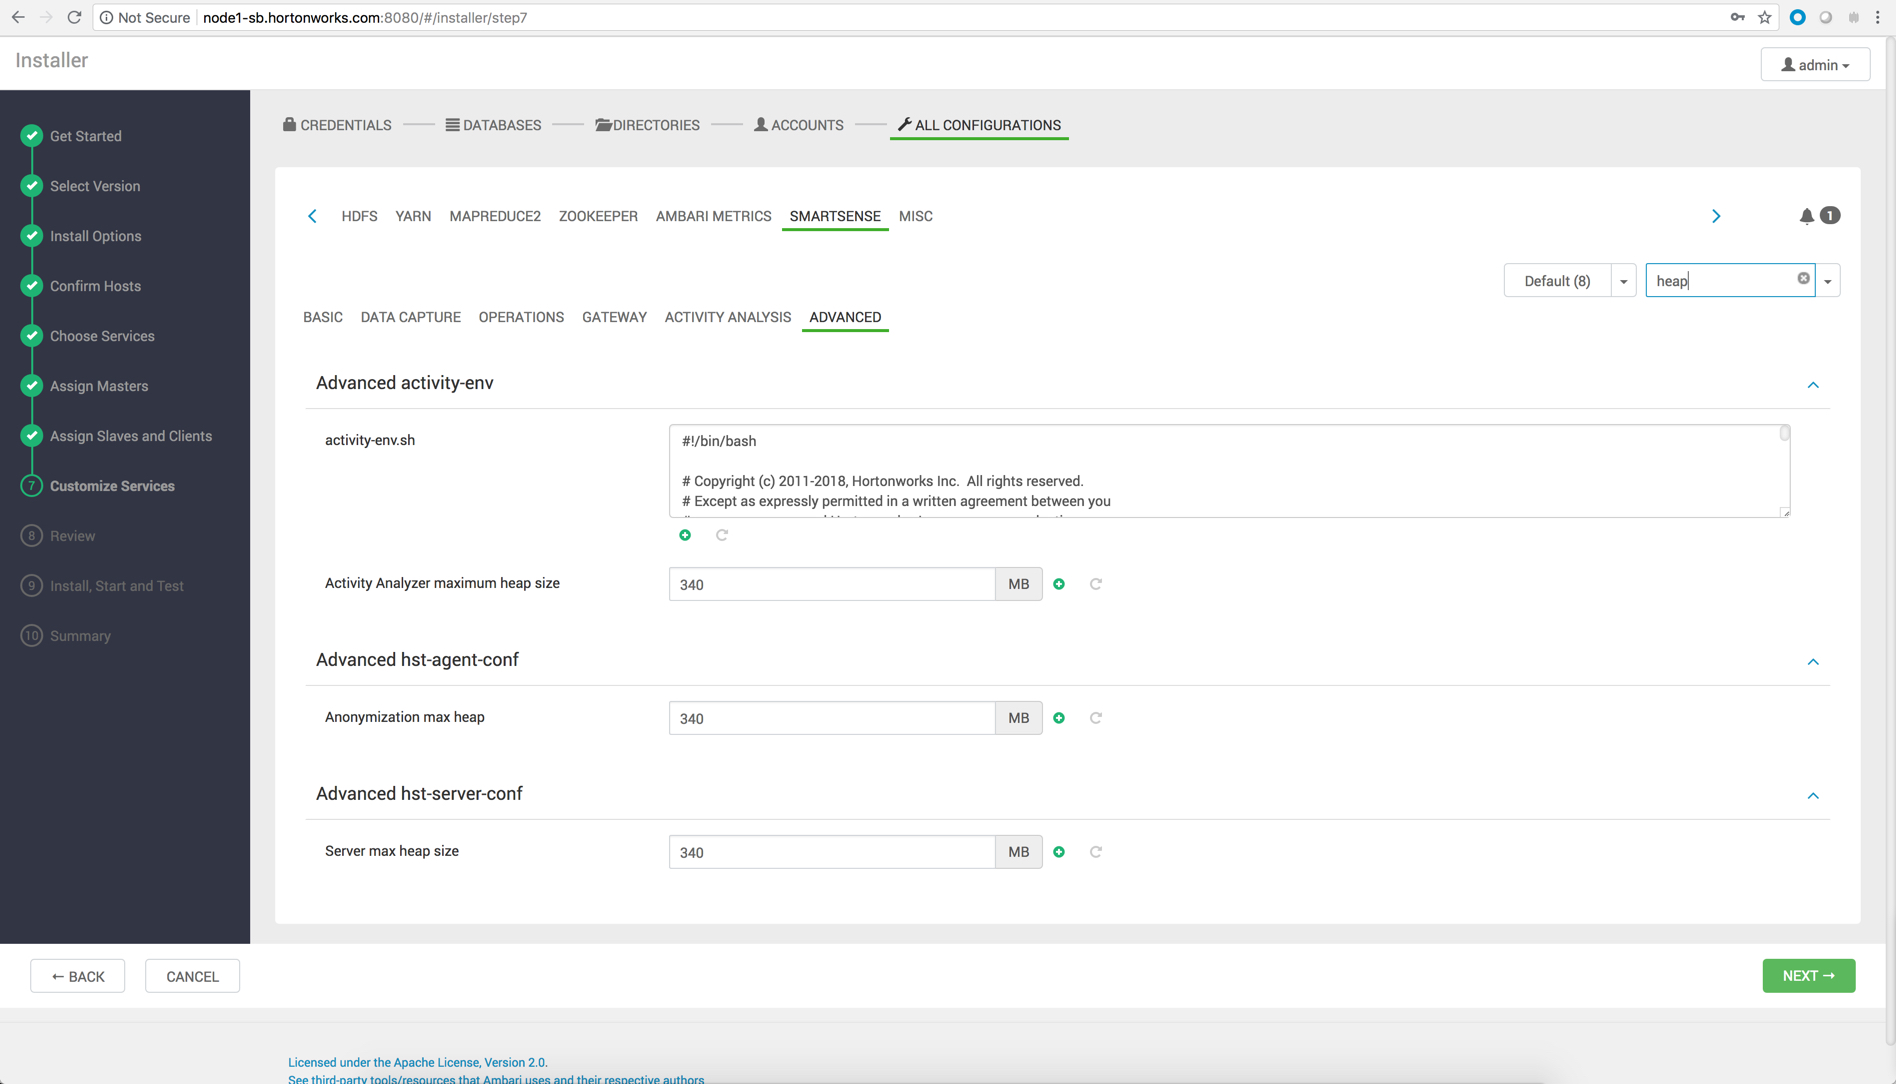 Not Secure node1-sb.hortonworks.com:8080/#/installer/step7
Installer
admin
Get Started
Select Version
Install Options
Confirm Hosts
Choose Services
Assign Masters
Assign Slaves and Clients
7 Customize Services
8 Review
9 Install, Start and Test
10 Summary
CREDENTIALS DATABASES DIRECTORIES ACCOUNTS ALL CONFIGURATIONS
HDFS YARN MAPREDUCE2 ZOOKEEPER AMBARI METRICS SMARTSENSE MISC 1
Default (8) heap
BASIC DATA CAPTURE OPERATIONS GATEWAY ACTIVITY ANALYSIS ADVANCED
Advanced activity-env
activity-env.sh
#!/bin/bash
# Copyright (c) 2011-2018, Hortonworks Inc.  All rights reserved.
# Except as expressly permitted in a written agreement between you
Activity Analyzer maximum heap size 340 MB
Advanced hst-agent-conf
Anonymization max heap 340 MB
Advanced hst-server-conf
Server max heap size 340 MB
← BACK CANCEL NEXT →
Licensed under the Apache License, Version 2.0.
See third-party tools/resources that Ambari uses and their respective authors